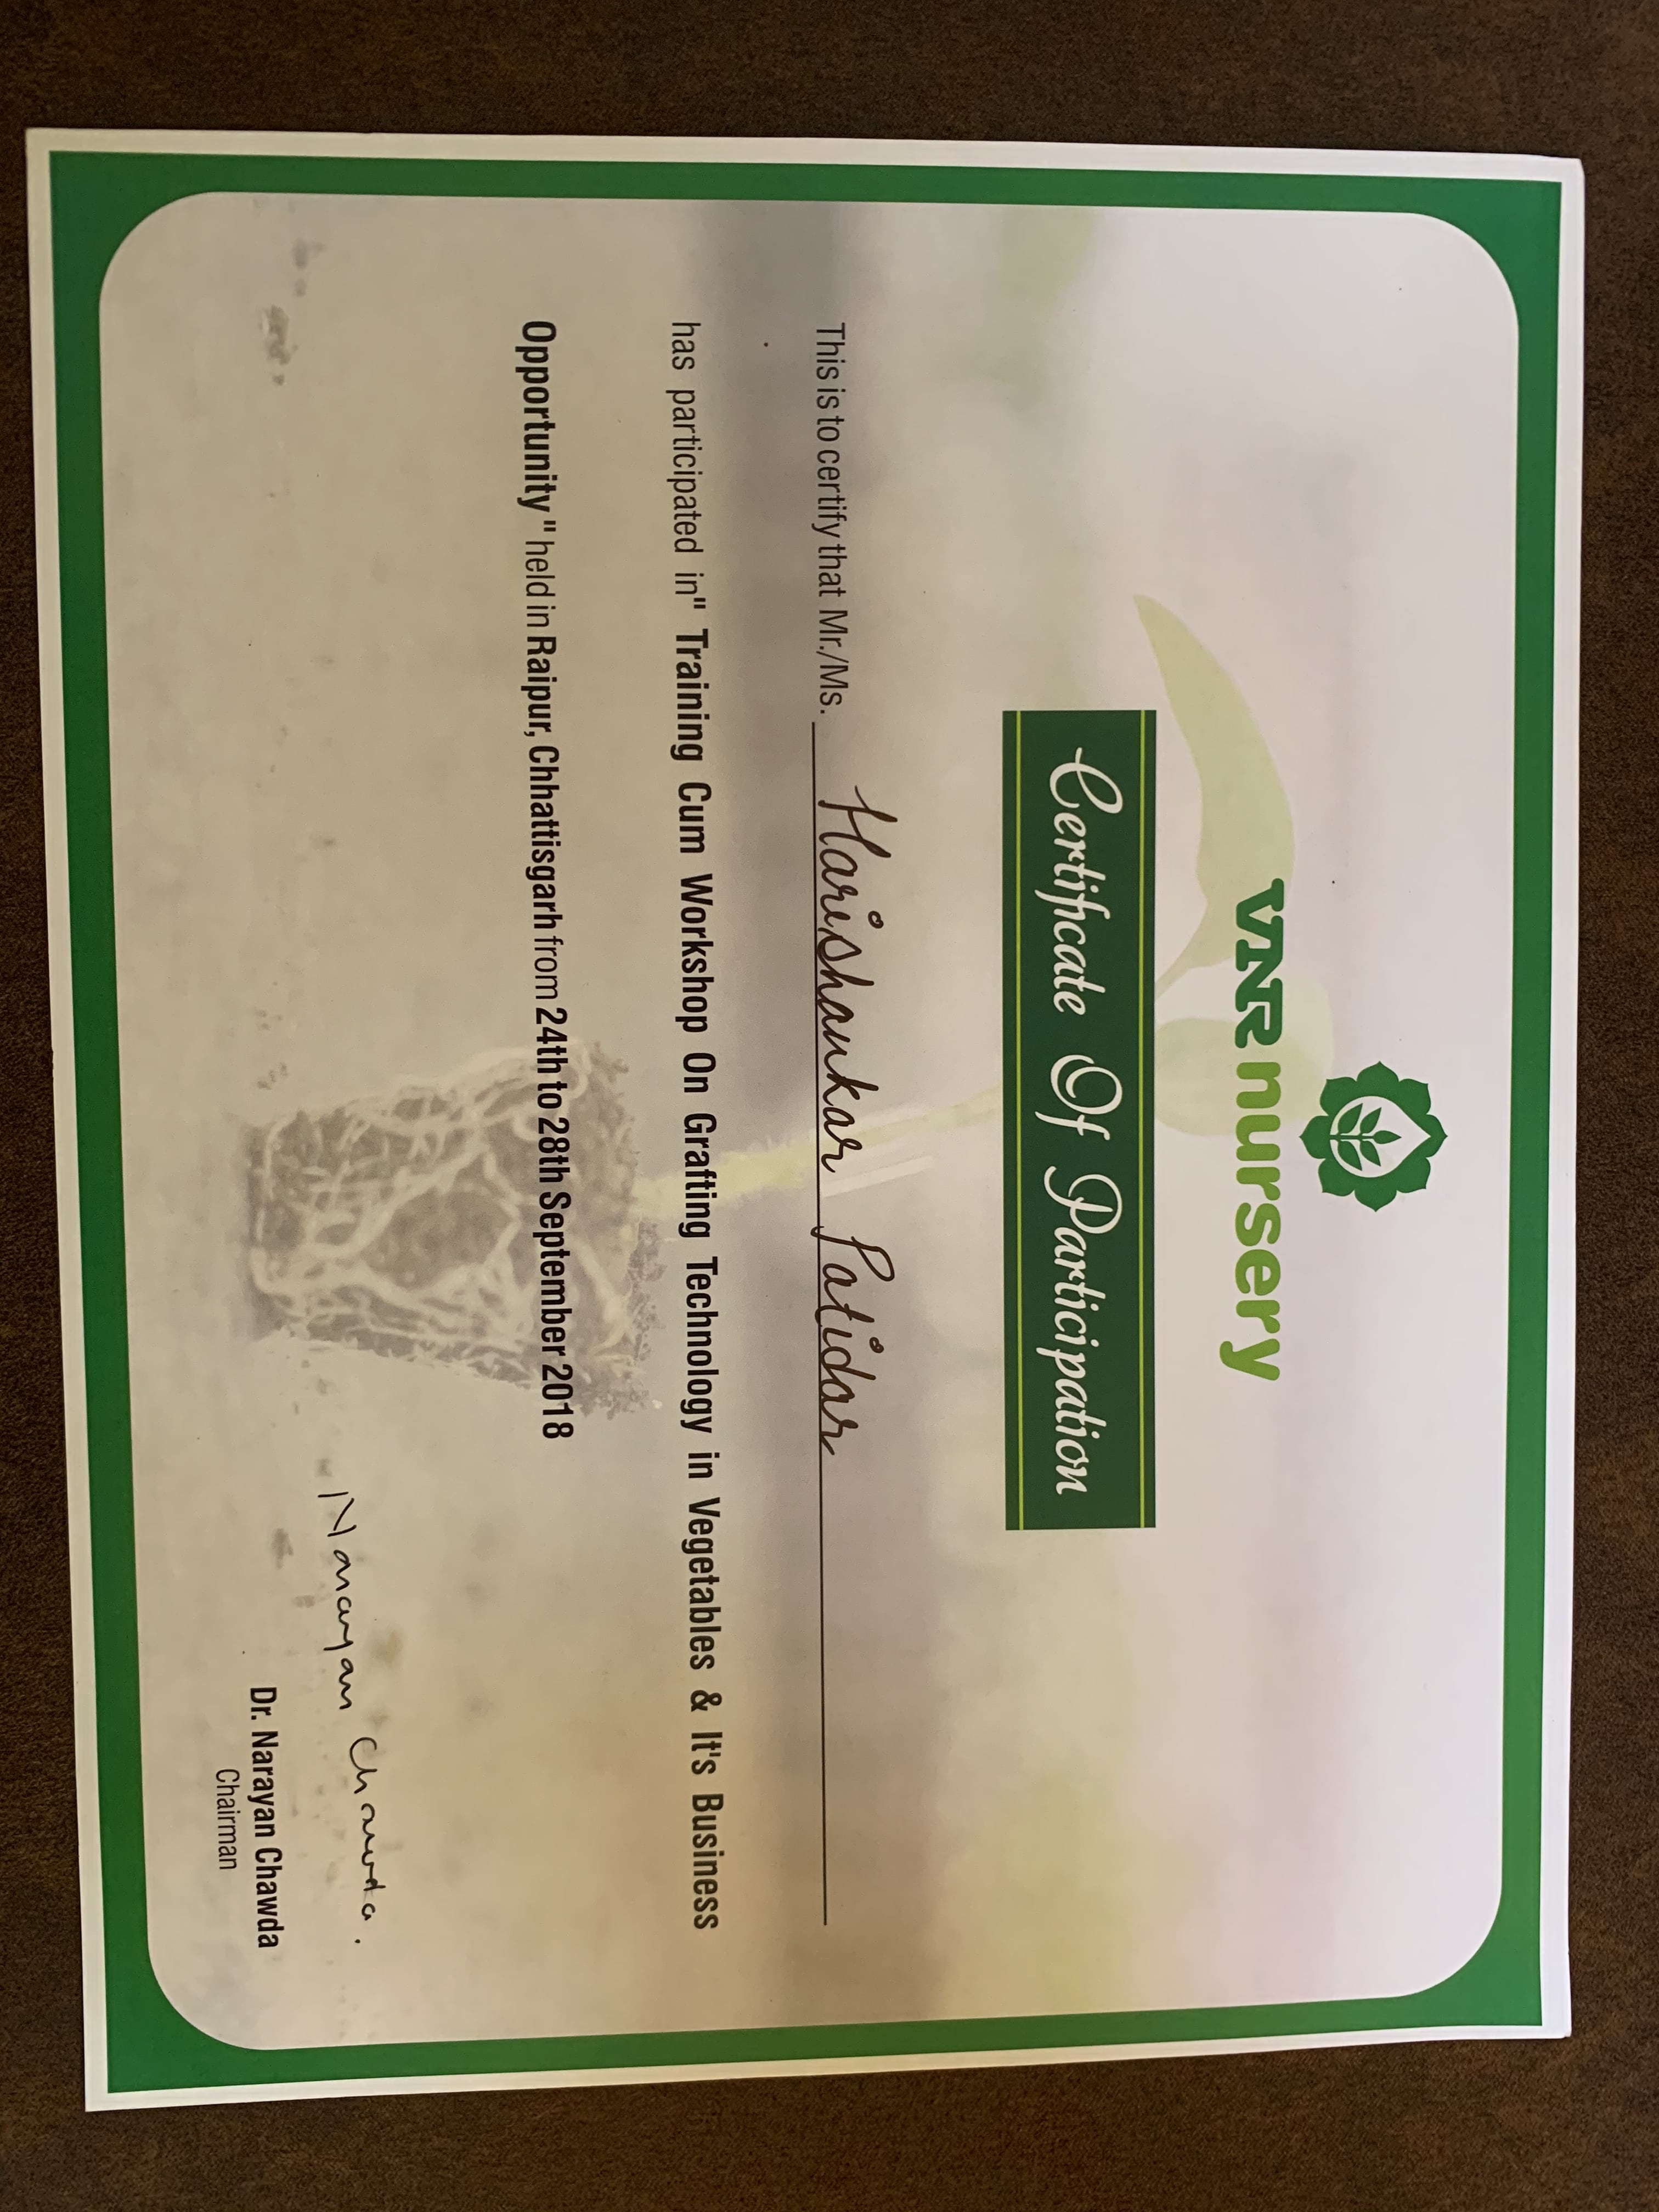 VNR nursery
Certificate Of Participation
This is to certify that Mr./Ms. Harishankar Patidar
has participated in" Training Cum Workshop On Grafting Technology in Vegetables & It's Business
Opportunity" held in Raipur, Chhattisgarh from 24th to 28th September 2018
Narayan Chawda.
Dr. Narayan Chawda
Chairman